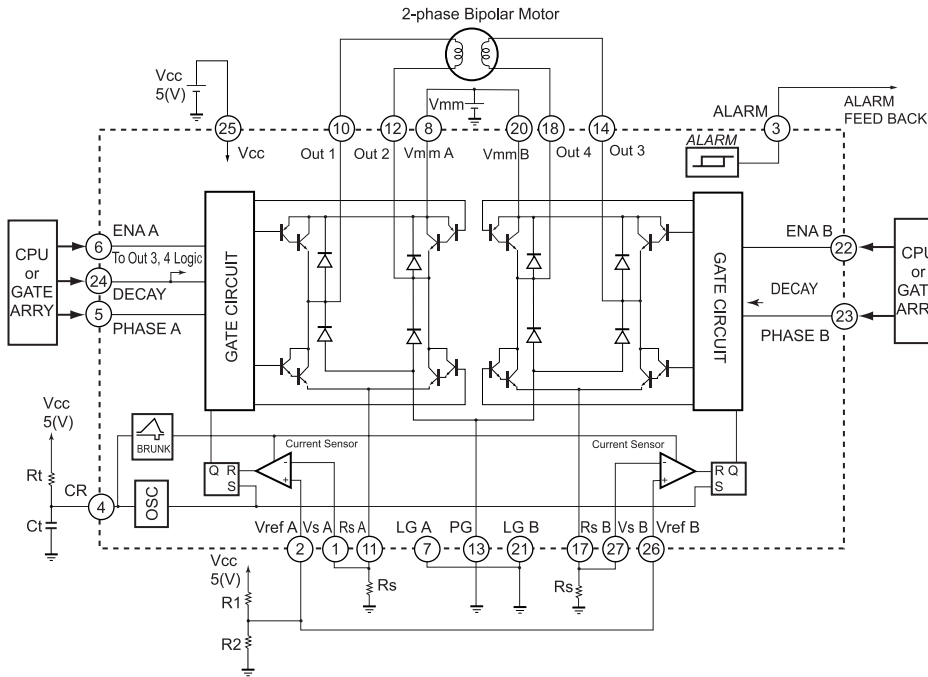 2-phase Bipolar Motor
Vcc
5(V)
Vmm
ALARM
ALARM
FEED BACK
25
10
12
8
20
18
14
3
Vcc
Out 1
Out 2
Vmm A
Vmm B
Out 4
Out 3
ALARM
CPU
or
GATE
ARRY
6
ENA A
To Out 3, 4 Logic
24
DECAY
5
PHASE A
GATE CIRCUIT
GATE CIRCUIT
ENA B
22
DECAY
PHASE B
23
CPU
or
GAT
ARR
Vcc
5(V)
Rt
CR
4
Ct
BRUNK
OSC
Q R
S
Current Sensor
-
+
Current Sensor
-
+
R Q
S
Vref A
Vs A
Rs A
LG A
PG
LG B
Rs B
Vs B
Vref B
2
1
11
7
13
21
17
27
26
Vcc
5(V)
R1
R2
Rs
Rs